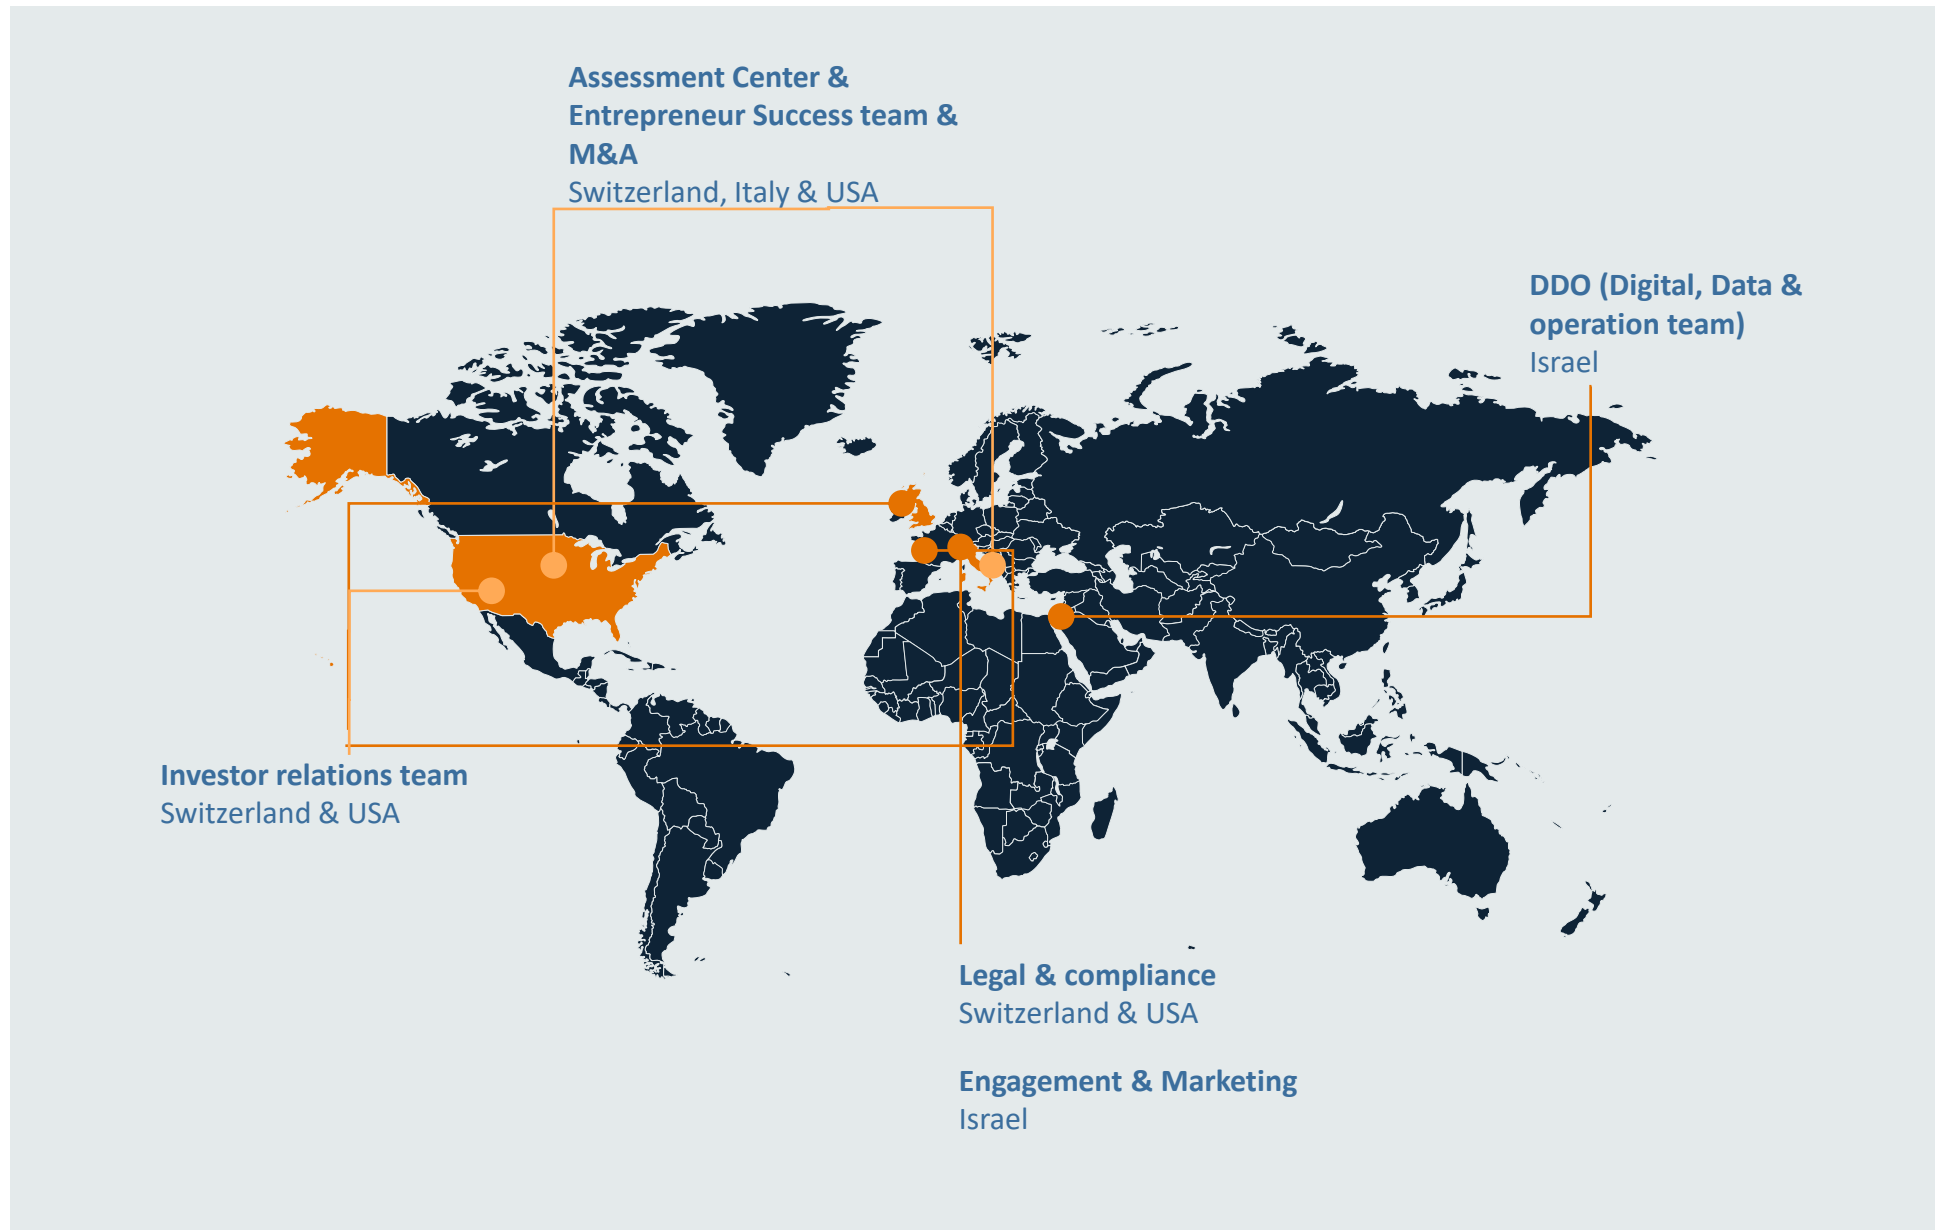 Assessment Center &
Entrepreneur Success team &
M&A
Switzerland, Italy & USA
DDO (Digital, Data &
operation team)
Israel
Investor relations team
Switzerland & USA
Legal & compliance
Switzerland & USA
Engagement & Marketing
Israel